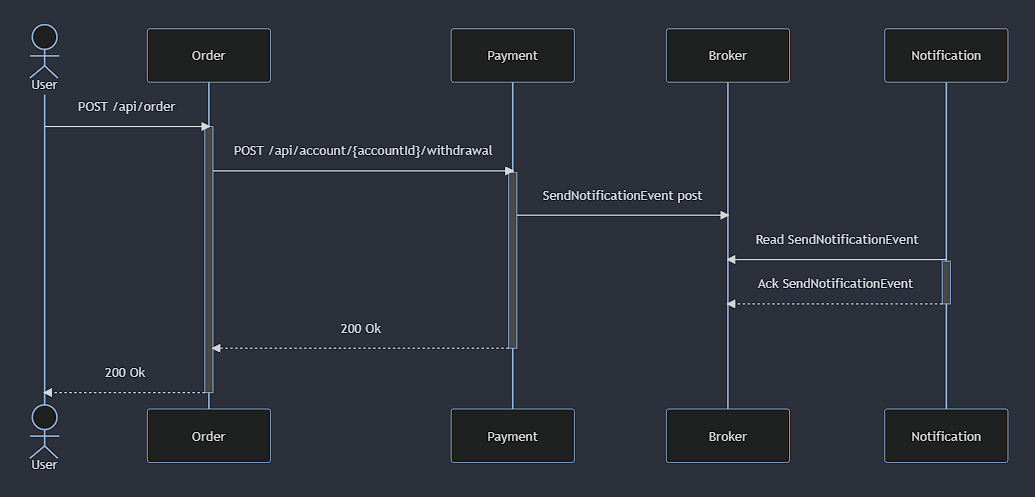 Order
Payment
Broker
Notification
User
POST /api/order
POST /api/account/{accountId}/withdrawal
SendNotificationEvent post
Read SendNotificationEvent
Ack SendNotificationEvent
200 Ok
200 Ok
Order
Payment
Broker
Notification
User